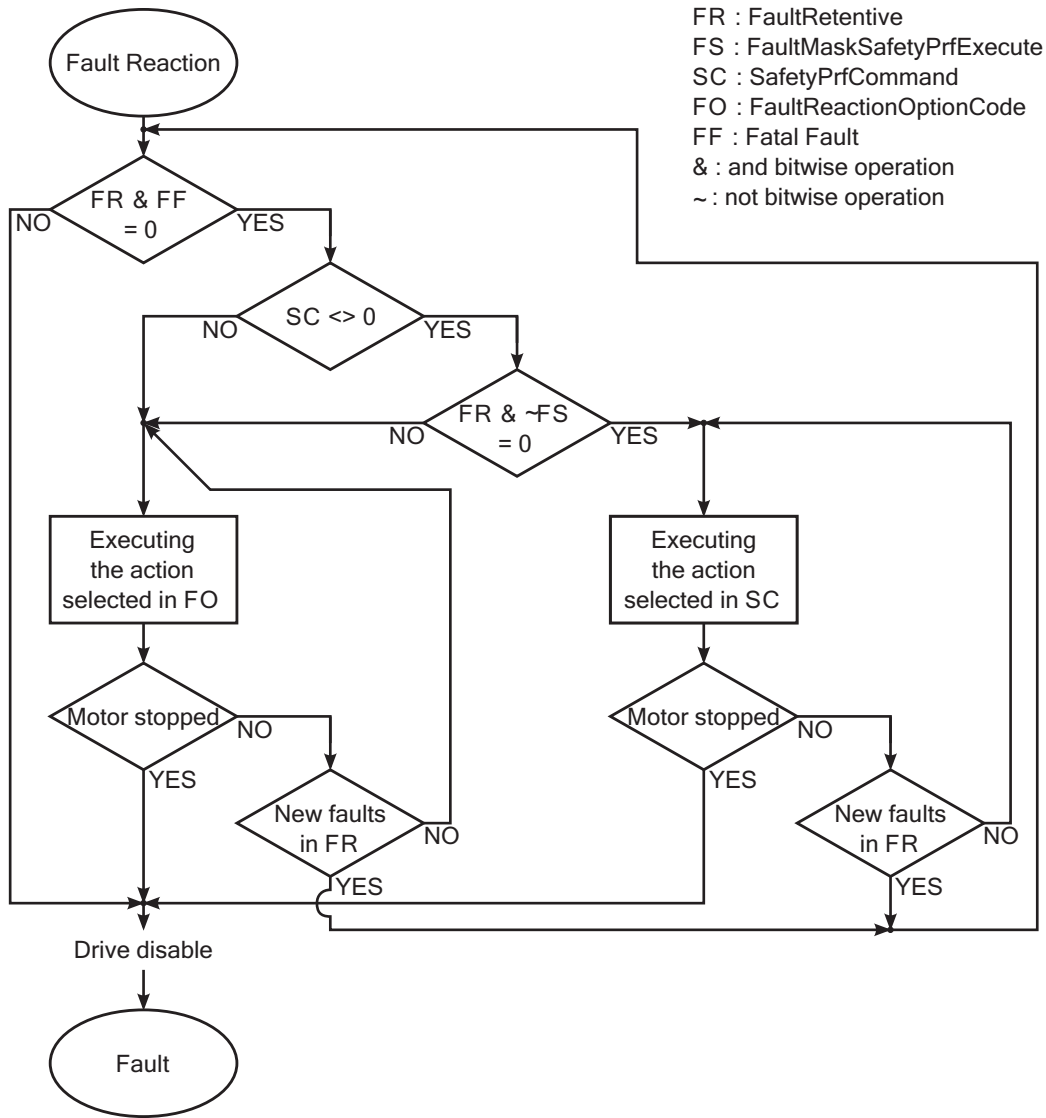 Fault Reaction
FR : FaultRetentive
FS : FaultMaskSafetyPrfExecute
SC : SafetyPrfCommand
FO : FaultReactionOptionCode
FF : Fatal Fault
& : and bitwise operation
~ : not bitwise operation
FR & FF
= 0
NO
YES
SC <> 0
NO
YES
FR & ~FS
= 0
NO
YES
Executing
the action
selected in FO
Executing
the action
selected in SC
Motor stopped
NO
YES
Motor stopped
NO
YES
New faults
in FR
NO
YES
New faults
in FR
NO
YES
Drive disable
Fault